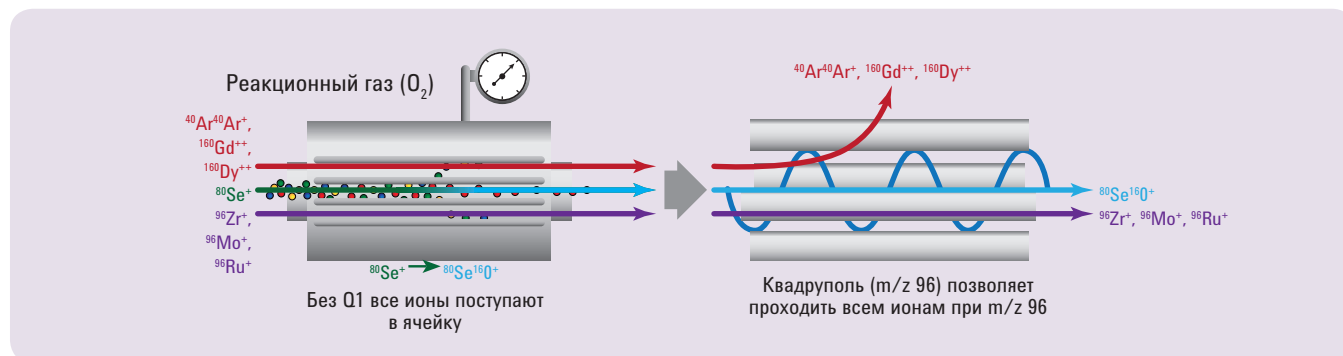 Реакционный газ (O₂)
⁴⁰Ar⁴⁰Ar⁺,
¹⁶⁰Gd⁺⁺,
¹⁶⁰Dy⁺⁺
⁸⁰Se⁺
⁹⁶Zr⁺,
⁹⁶Mo⁺,
⁹⁶Ru⁺
⁸⁰Se⁺ ⁸⁰Se¹⁶O⁺
Без Q1 все ионы поступают
в ячейку
⁴⁰Ar⁴⁰Ar⁺, ¹⁶⁰Gd⁺⁺, ¹⁶⁰Dy⁺⁺
⁸⁰Se¹⁶O⁺
⁹⁶Zr⁺, ⁹⁶Mo⁺, ⁹⁶Ru⁺
Квадруполь (m/z 96) позволяет
проходить всем ионам при m/z 96